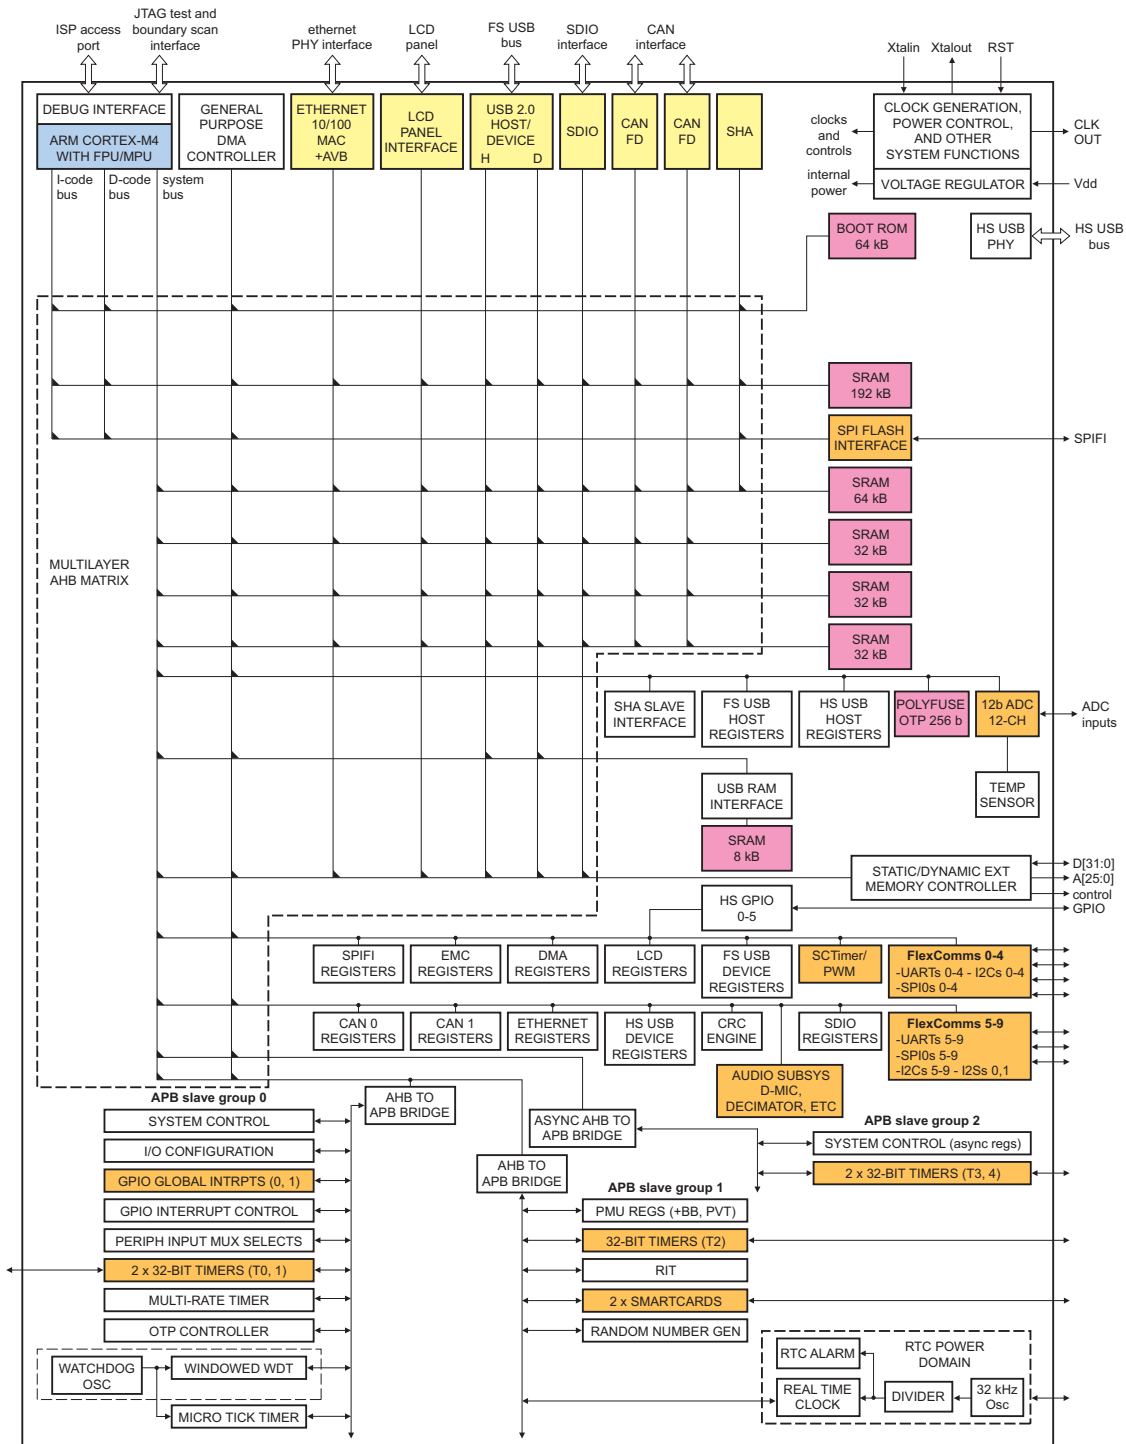 ISP access
port
JTAG test and
boundary scan
interface
ethernet
PHY interface
LCD
panel
FS USB
bus
SDIO
interface
CAN
interface
Xtalin
Xtalout
RST
DEBUG INTERFACE
ARM CORTEX-M4
WITH FPU/MPU
GENERAL
PURPOSE
DMA
CONTROLLER
ETHERNET
10/100
MAC
+AVB
LCD
PANEL
INTERFACE
USB 2.0
HOST/
DEVICE
H D
SDIO
CAN
FD
CAN
FD
SHA
clocks
and
controls
CLOCK GENERATION,
POWER CONTROL,
AND OTHER
SYSTEM FUNCTIONS
CLK
OUT
internal
power
VOLTAGE REGULATOR
Vdd
I-code
bus
D-code
bus
system
bus
BOOT ROM
64 kB
HS USB
PHY
HS USB
bus
SRAM
192 kB
SPI FLASH
INTERFACE
SPIFI
SRAM
64 kB
SRAM
32 kB
MULTILAYER
AHB MATRIX
SRAM
32 kB
SRAM
32 kB
SHA SLAVE
INTERFACE
FS USB
HOST
REGISTERS
HS USB
HOST
REGISTERS
POLYFUSE
OTP 256 b
12b ADC
12-CH
ADC
inputs
USB RAM
INTERFACE
TEMP
SENSOR
SRAM
8 kB
STATIC/DYNAMIC EXT
MEMORY CONTROLLER
D[31:0]
A[25:0]
control
GPIO
HS GPIO
0-5
SPIFI
REGISTERS
EMC
REGISTERS
DMA
REGISTERS
LCD
REGISTERS
FS USB
DEVICE
REGISTERS
SCTimer/
PWM
FlexComms 0-4
-UARTs 0-4 - I2Cs 0-4
-SPI0s 0-4
CAN 0
REGISTERS
CAN 1
REGISTERS
ETHERNET
REGISTERS
HS USB
DEVICE
REGISTERS
CRC
ENGINE
SDIO
REGISTERS
FlexComms 5-9
-UARTs 5-9
-SPI0s 5-9
-I2Cs 5-9 - I2Ss 0,1
AUDIO SUBSYS
D-MIC,
DECIMATOR, ETC
APB slave group 0
AHB TO
APB BRIDGE
ASYNC AHB TO
APB BRIDGE
APB slave group 2
SYSTEM CONTROL
SYSTEM CONTROL (async regs)
I/O CONFIGURATION
AHB TO
APB BRIDGE
2 x 32-BIT TIMERS (T3, 4)
GPIO GLOBAL INTRPTS (0, 1)
APB slave group 1
GPIO INTERRUPT CONTROL
PMU REGS (+BB, PVT)
PERIPH INPUT MUX SELECTS
32-BIT TIMERS (T2)
2 x 32-BIT TIMERS (T0, 1)
RIT
MULTI-RATE TIMER
2 x SMARTCARDS
OTP CONTROLLER
RANDOM NUMBER GEN
WATCHDOG
OSC
WINDOWED WDT
RTC ALARM
RTC POWER
DOMAIN
MICRO TICK TIMER
REAL TIME
CLOCK
DIVIDER
32 kHz
Osc